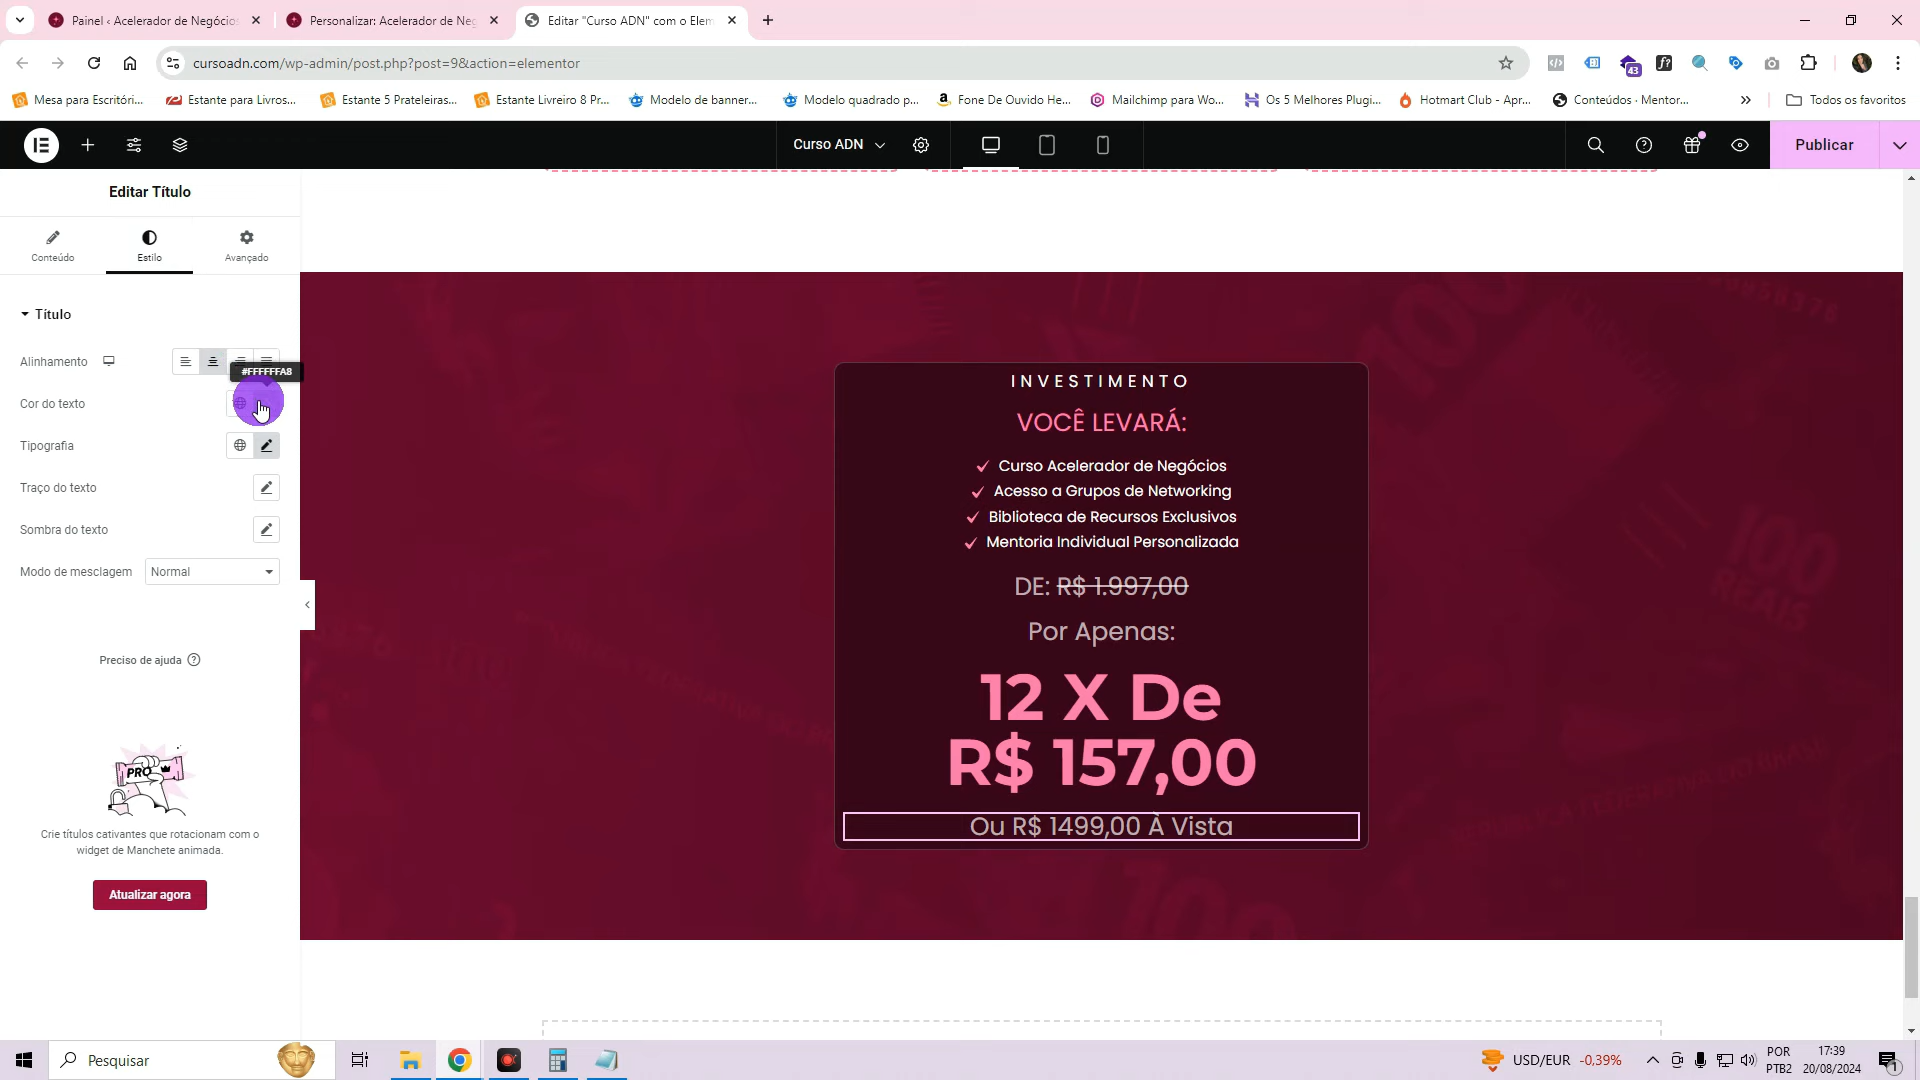 Painel ‹ Acelerador de Negócios
Personalizar: Acelerador de Neg
Editar "Curso ADN" com o Elem
cursoadn.com/wp-admin/post.php?post=9&action=elementor
43
f?
Mesa para Escritóri...
Estante para Livros...
Estante 5 Prateleiras...
Estante Livreiro 8 Pr...
Modelo de banner...
Modelo quadrado p...
Fone De Ouvido He...
Mailchimp para Wo...
Os 5 Melhores Plugi...
Hotmart Club - Apr...
Conteúdos · Mentor...
»
Todos os favoritos
Curso ADN
Publicar
Editar Título
Conteúdo
Estilo
Avançado
Título
Alinhamento
#FFFFFFA8
Cor do texto
Tipografia
Traço do texto
Sombra do texto
Modo de mesclagem
Normal
Preciso de ajuda
PRO
Crie títulos cativantes que rotacionam com o
widget de Manchete animada.
Atualizar agora
INVESTIMENTO
VOCÊ LEVARÁ:
Curso Acelerador de Negócios
Acesso a Grupos de Networking
Biblioteca de Recursos Exclusivos
Mentoria Individual Personalizada
DE: R$ 1.997,00
Por Apenas:
12 X De
R$ 157,00
Ou R$ 1499,00 À Vista
100
REAIS
Pesquisar
USD/EUR -0,39%
POR
PTB2
17:39
20/08/2024
1